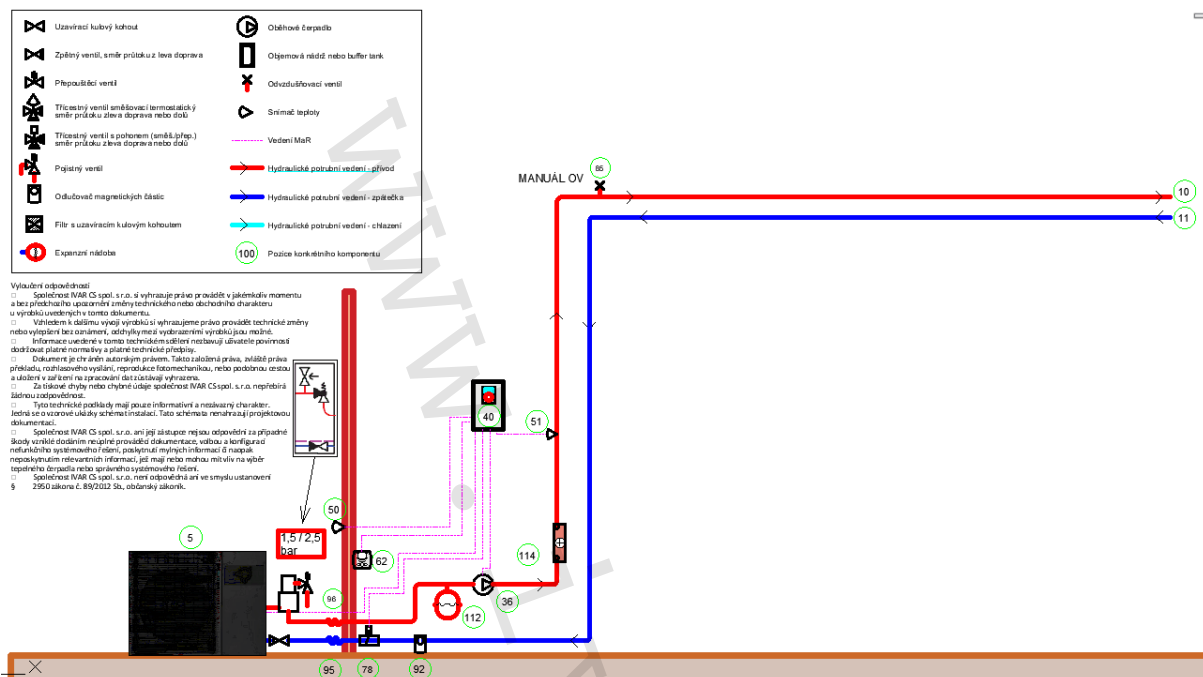 Uzavírací kulový kohout
Zpětný ventil, směr průtoku z leva doprava
Přepouštěcí ventil
Třícestný ventil směšovací termostatický
směr průtoku zleva doprava nebo dolů
Třícestný ventil s pohonem (směš./přep.)
směr průtoku zleva doprava nebo dolů
Pojistný ventil
Odlučovač magnetických částic
Filtr s uzavíracím kulovým kohoutem
Expanzní nádoba
Oběhové čerpadlo
Objemová nádrž nebo buffer tank
Odvzdušňovací ventil
Snímač teploty
Vedení MaR
Hydraulické potrubní vedení - přívod
Hydraulické potrubní vedení - zpátečka
Hydraulické potrubní vedení - chlazení
100 Pozice konkrétního komponentu
Vyloučení odpovědnosti
□ Společnost IVAR CS spol. s r.o. si vyhrazuje právo provádět v jakémkoliv momentu
a bez předchozího upozornění změny technického nebo obchodního charakteru
u výrobků uvedených v tomto dokumentu.
□ Vzhledem k dalšímu vývoji výrobků si vyhrazujeme právo provádět technické změny
nebo vylepšení bez oznámení, odchylky mezi vyobrazeními výrobků jsou možné.
□ Informace uvedené v tomto technickém sdělení nezbavují uživatele povinnosti
dodržovat platné normativy a platné technické předpisy.
□ Dokument je chráněn autorským právem. Takto založená práva, zvláště práva
překladu, rozhlasového vysílání, reprodukce fotomechanikou, nebo podobnou cestou
a uložení v zařízení na zpracování dat zůstávají vyhrazena.
□ Za tiskové chyby nebo chybné údaje společnost IVAR CS spol. s r.o. nepřebírá
žádnou zodpovědnost.
□ Tyto technické podklady mají pouze informativní a nezávazný charakter.
Jedná se o vzorové ukázky schémat instalací. Tato schémata nenahrazují projektovou
dokumentaci.
□ Společnost IVAR CS spol. s r.o. ani její zástupce nejsou odpovědní za případné
škody vzniklé dodáním neúplné prováděcí dokumentace, volbou a konfigurací
nefunkčního systémového řešení, poskytnutí mylných informací či naopak
neposkytnutím relevantních informací, jež mají nebo mohou mít vliv na výběr
tepelného čerpadla nebo správného systémového řešení.
□ Společnost IVAR CS spol. s r.o. není odpovědná ani ve smyslu ustanovení
§ 2950 zákona č. 89/2012 Sb., občanský zákoník.
MANUÁL OV
65
10
11
40
51
50
5
1,5 / 2,5
bar
62
114
96
36
112
95
78
92
www.